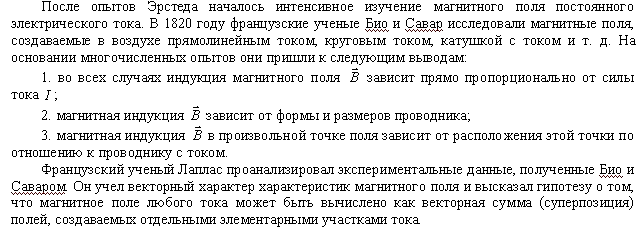 После опытов Эрстеда началось интенсивное изучение магнитного поля постоянного
электрического тока. В 1820 году французские ученые Био и Савар исследовали магнитные поля,
создаваемые в воздухе прямолинейным током, круговым током, катушкой с током и т. д. На
основании многочисленных опытов они пришли к следующим выводам:
1. во всех случаях индукция магнитного поля B⃗ зависит прямо пропорционально от силы
тока I;
2. магнитная индукция B⃗ зависит от формы и размеров проводника;
3. магнитная индукция B⃗ в произвольной точке поля зависит от расположения этой точки по
отношению к проводнику с током.
Французский ученый Лаплас проанализировал экспериментальные данные, полученные Био и
Саваром. Он учел векторный характер характеристик магнитного поля и высказал гипотезу о том,
что магнитное поле любого тока может быть вычислено как векторная сумма (суперпозиция)
полей, создаваемых отдельными элементарными участками тока.